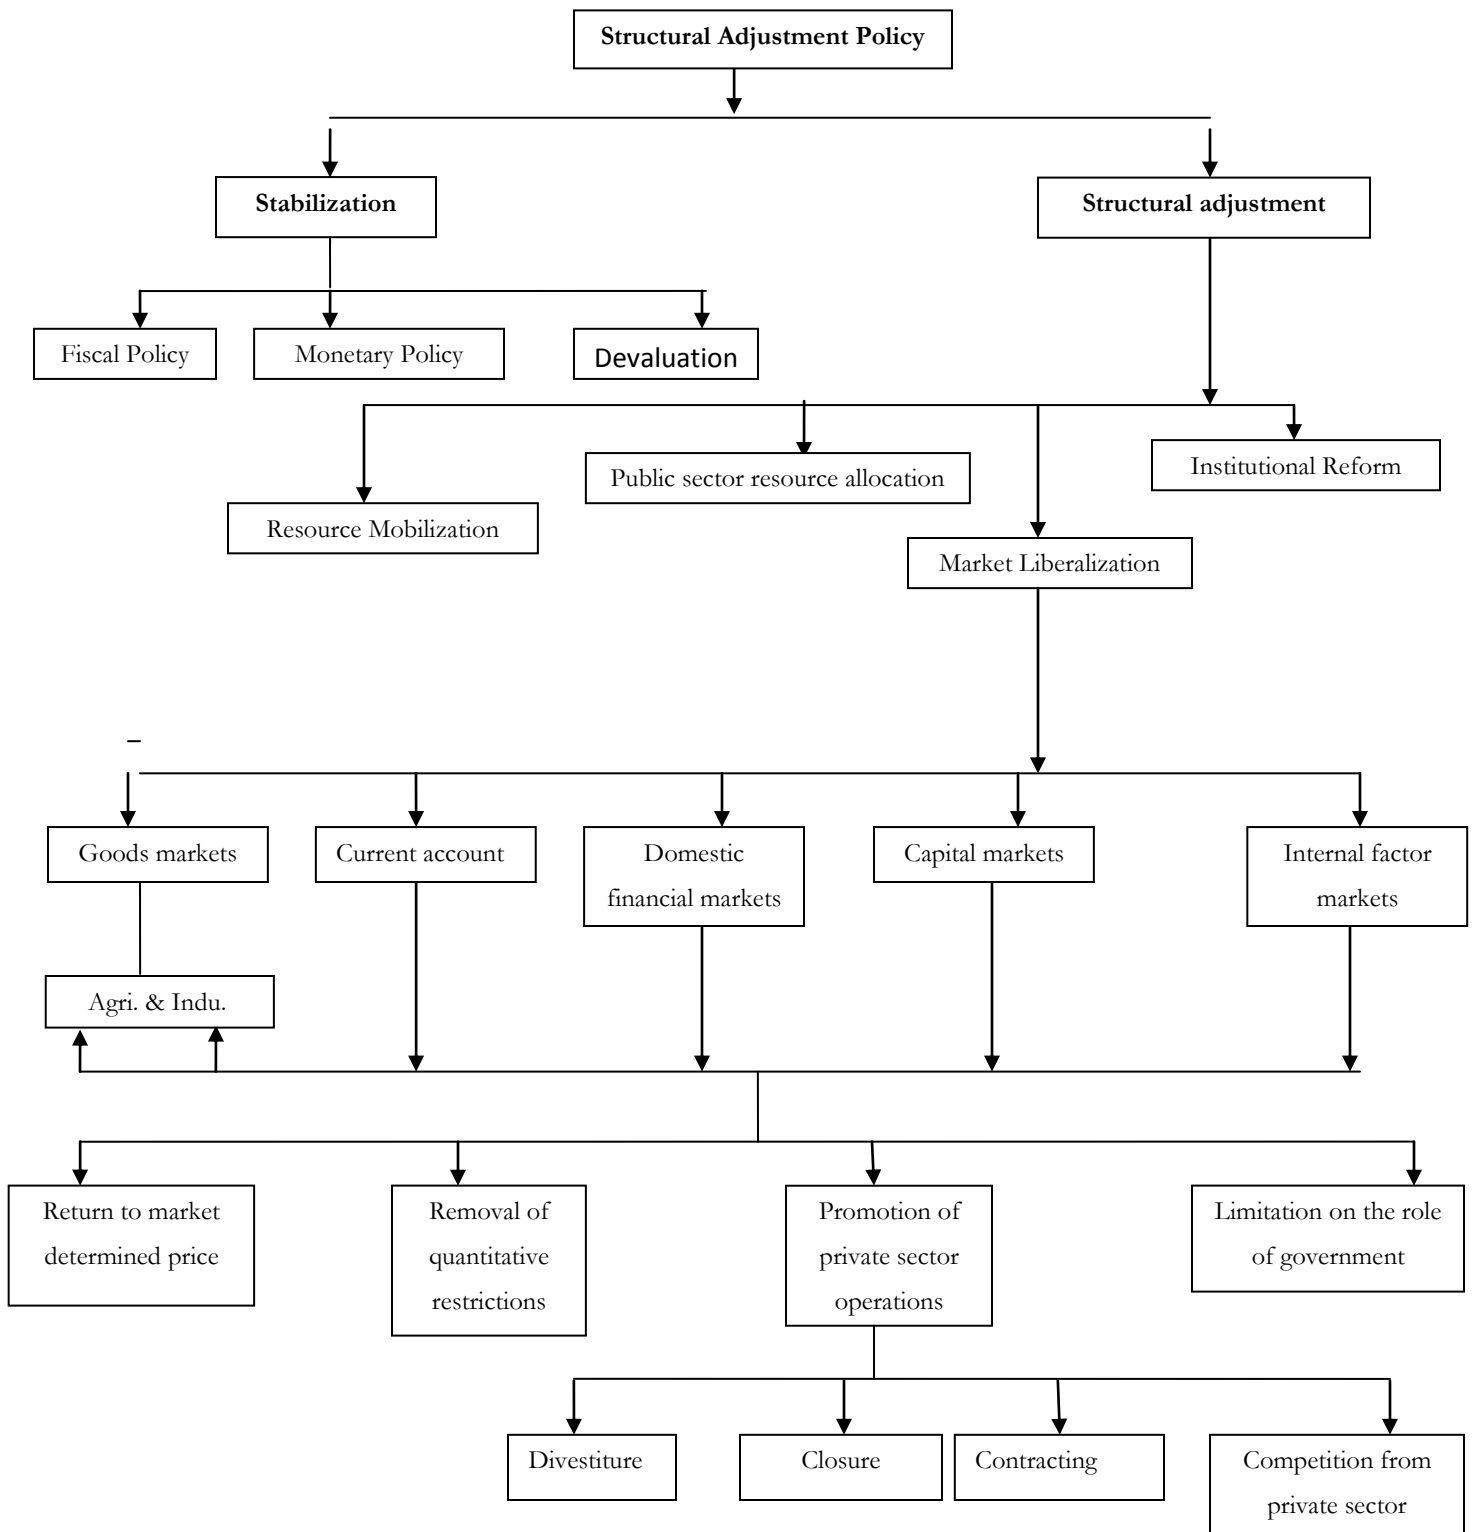 Structural Adjustment Policy
Stabilization
Structural adjustment
Fiscal Policy
Monetary Policy
Devaluation
Institutional Reform
Public sector resource allocation
Resource Mobilization
Market Liberalization
Goods markets
Current account
Domestic
financial markets
Capital markets
Internal factor
markets
Agri. & Indu.
Return to market
determined price
Removal of
quantitative
restrictions
Promotion of
private sector
operations
Limitation on the role
of government
Divestiture
Closure
Contracting
Competition from
private sector